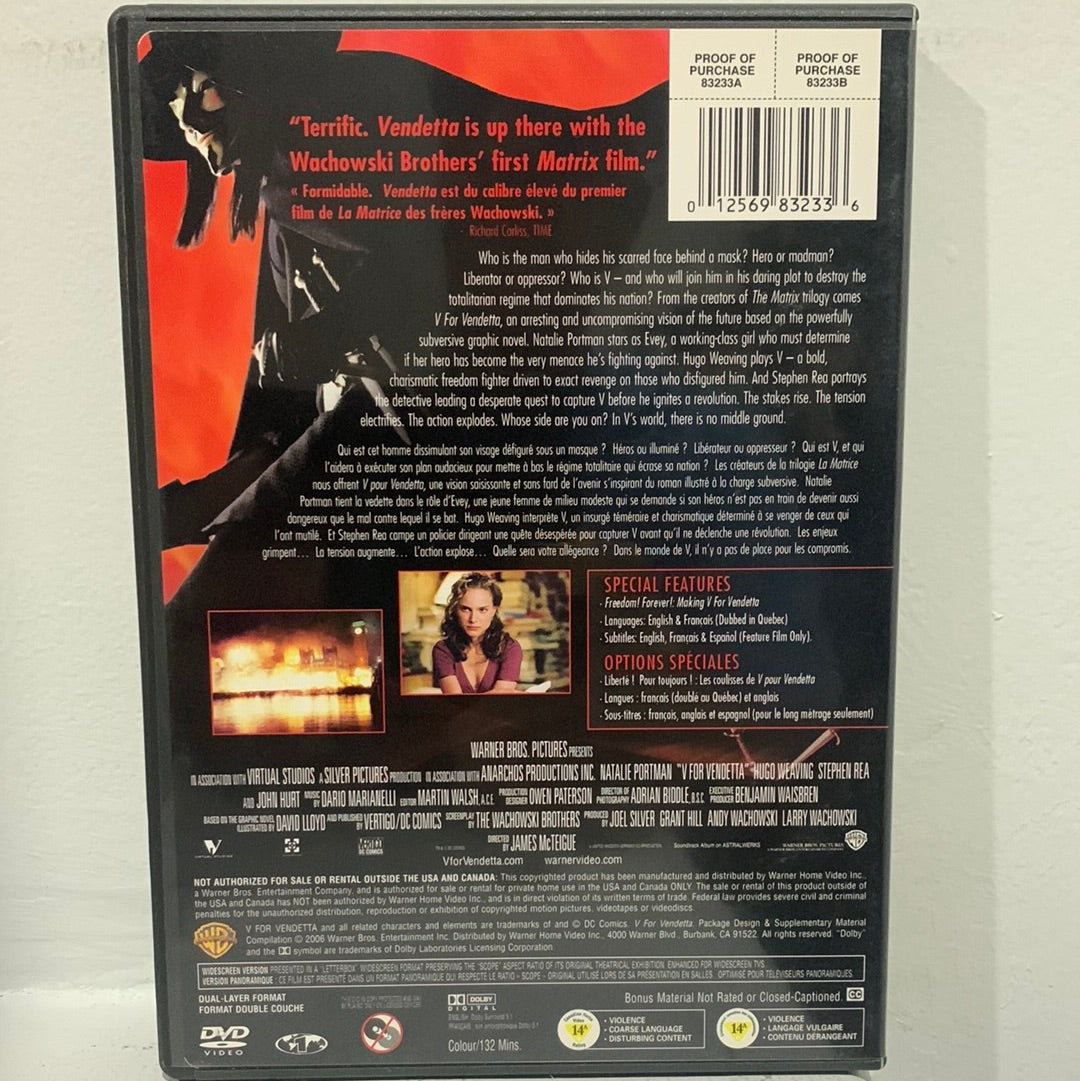 PROOF OF PURCHASE 83233A
PROOF OF PURCHASE 83233B
0 12569 83233 6
“Terrific. Vendetta is up there with the
Wachowski Brothers’ first Matrix film.”
« Formidable. Vendetta est du calibre élevé du premier
film de La Matrice des frères Wachowski. »
- Richard Corliss, TIME
Who is the man who hides his scarred face behind a mask? Hero or madman?
Liberator or oppressor? Who is V – and who will join him in his daring plot to destroy the
totalitarian regime that dominates his nation? From the creators of The Matrix trilogy comes
V For Vendetta, an arresting and uncompromising vision of the future based on the powerfully
subversive graphic novel. Natalie Portman stars as Evey, a working-class girl who must determine
if her hero has become the very menace he’s fighting against. Hugo Weaving plays V – a bold,
charismatic freedom fighter driven to exact revenge on those who disfigured him. And Stephen Rea portrays
the detective leading a desperate quest to capture V before he ignites a revolution. The stakes rise. The tension
electrifies. The action explodes. Whose side are you on? In V’s world, there is no middle ground.
Qui est cet homme dissimulant son visage défiguré sous un masque ? Héros ou illuminé ? Libérateur ou oppresseur ? Qui est V, et qui
l’aidera à exécuter son plan audacieux pour mettre à bas le régime totalitaire qui écrase sa nation ? Les créateurs de la trilogie La Matrice
nous offrent V pour Vendetta, une vision saisissante et sans fard de l’avenir s’inspirant du roman illustré à la charge subversive. Natalie
Portman tient la vedette dans le rôle d’Evey, une jeune femme de milieu modeste qui se demande si son héros n’est pas en train de devenir aussi
dangereux que le mal contre lequel il se bat. Hugo Weaving interprète V, un insurgé téméraire et charismatique déterminé à se venger de ceux qui
l’ont mutilé. Et Stephen Rea campe un policier dirigeant une quête désespérée pour capturer V avant qu’il ne déclenche une révolution. Les enjeux
grimpent… La tension augmente… L’action explose… Quelle sera votre allégeance ? Dans le monde de V, il n’y a pas de place pour les compromis.
SPECIAL FEATURES
· Freedom! Forever!: Making V For Vendetta
· Languages: English & Français (Dubbed in Quebec)
· Subtitles: English, Français & Español (Feature Film Only).
OPTIONS SPÉCIALES
· Liberté ! Pour toujours ! : Les coulisses de V pour Vendetta
· Langues : français (doublé au Québec) et anglais
· Sous-titres : français, anglais et espagnol (pour le long métrage seulement)
WARNER BROS. PICTURES PRESENTS
IN ASSOCIATION WITH VIRTUAL STUDIOS A SILVER PICTURES PRODUCTION IN ASSOCIATION WITH ANARCHOS PRODUCTIONS INC. NATALIE PORTMAN "V FOR VENDETTA" HUGO WEAVING STEPHEN REA
AND JOHN HURT MUSIC BY DARIO MARIANELLI EDITOR MARTIN WALSH, A.C.E. PRODUCTION DESIGNER OWEN PATERSON DIRECTOR OF PHOTOGRAPHY ADRIAN BIDDLE, B.S.C. EXECUTIVE PRODUCER BENJAMIN WAISBREN
BASED ON THE GRAPHIC NOVEL ILLUSTRATED BY DAVID LLOYD AND PUBLISHED BY VERTIGO/DC COMICS SCREENPLAY BY THE WACHOWSKI BROTHERS PRODUCED BY JOEL SILVER GRANT HILL ANDY WACHOWSKI LARRY WACHOWSKI
DIRECTED BY JAMES McTEIGUE
VIRTUAL STUDIOS
VERTIGO DC COMICS
Soundtrack Album on ASTRALWERKS
WARNER BROS. PICTURES
VforVendetta.com warnervideo.com
NOT AUTHORIZED FOR SALE OR RENTAL OUTSIDE THE USA AND CANADA: This copyrighted product has been manufactured and distributed by Warner Home Video Inc.,
a Warner Bros. Entertainment Company, and is authorized for sale or rental for private home use in the USA and Canada ONLY. The sale or rental of this product outside of
the USA and Canada has NOT been authorized by Warner Home Video Inc., and is in direct violation of its written terms of trade. Federal law provides severe civil and criminal
penalties for the unauthorized distribution, reproduction or exhibition of copyrighted motion pictures, videotapes or videodiscs.
V FOR VENDETTA and all related characters and elements are trademarks of and © DC Comics. V For Vendetta: Package Design & Supplementary Material
Compilation © 2006 Warner Bros. Entertainment Inc. Distributed by Warner Home Video Inc., 4000 Warner Blvd., Burbank, CA 91522. All rights reserved. "Dolby"
and the symbol are trademarks of Dolby Laboratories Licensing Corporation.
WIDESCREEN VERSION PRESENTED IN A "LETTERBOX" WIDESCREEN FORMAT PRESERVING THE "SCOPE" ASPECT RATIO OF ITS ORIGINAL THEATRICAL EXHIBITION. ENHANCED FOR WIDESCREEN TVS.
VERSION PANORAMIQUE : CE FILM EST PRÉSENTÉ DANS UN FORMAT PANORAMIQUE QUI RESPECTE LE RATIO « SCOPE » ORIGINAL UTILISÉ LORS DE SA PRÉSENTATION EN SALLES. OPTIMISÉ POUR TÉLÉVISEURS PANORAMIQUES.
DUAL-LAYER FORMAT
FORMAT DOUBLE COUCHE
DOLBY DIGITAL
ENGLISH: Dolby Surround 5.1
Bonus Material Not Rated or Closed-Captioned. CC
DVD VIDEO
1
Colour/132 Mins.
14A
· VIOLENCE
· COARSE LANGUAGE
· DISTURBING CONTENT
14A
· VIOLENCE
· LANGAGE VULGAIRE
· CONTENU DÉRANGEANT